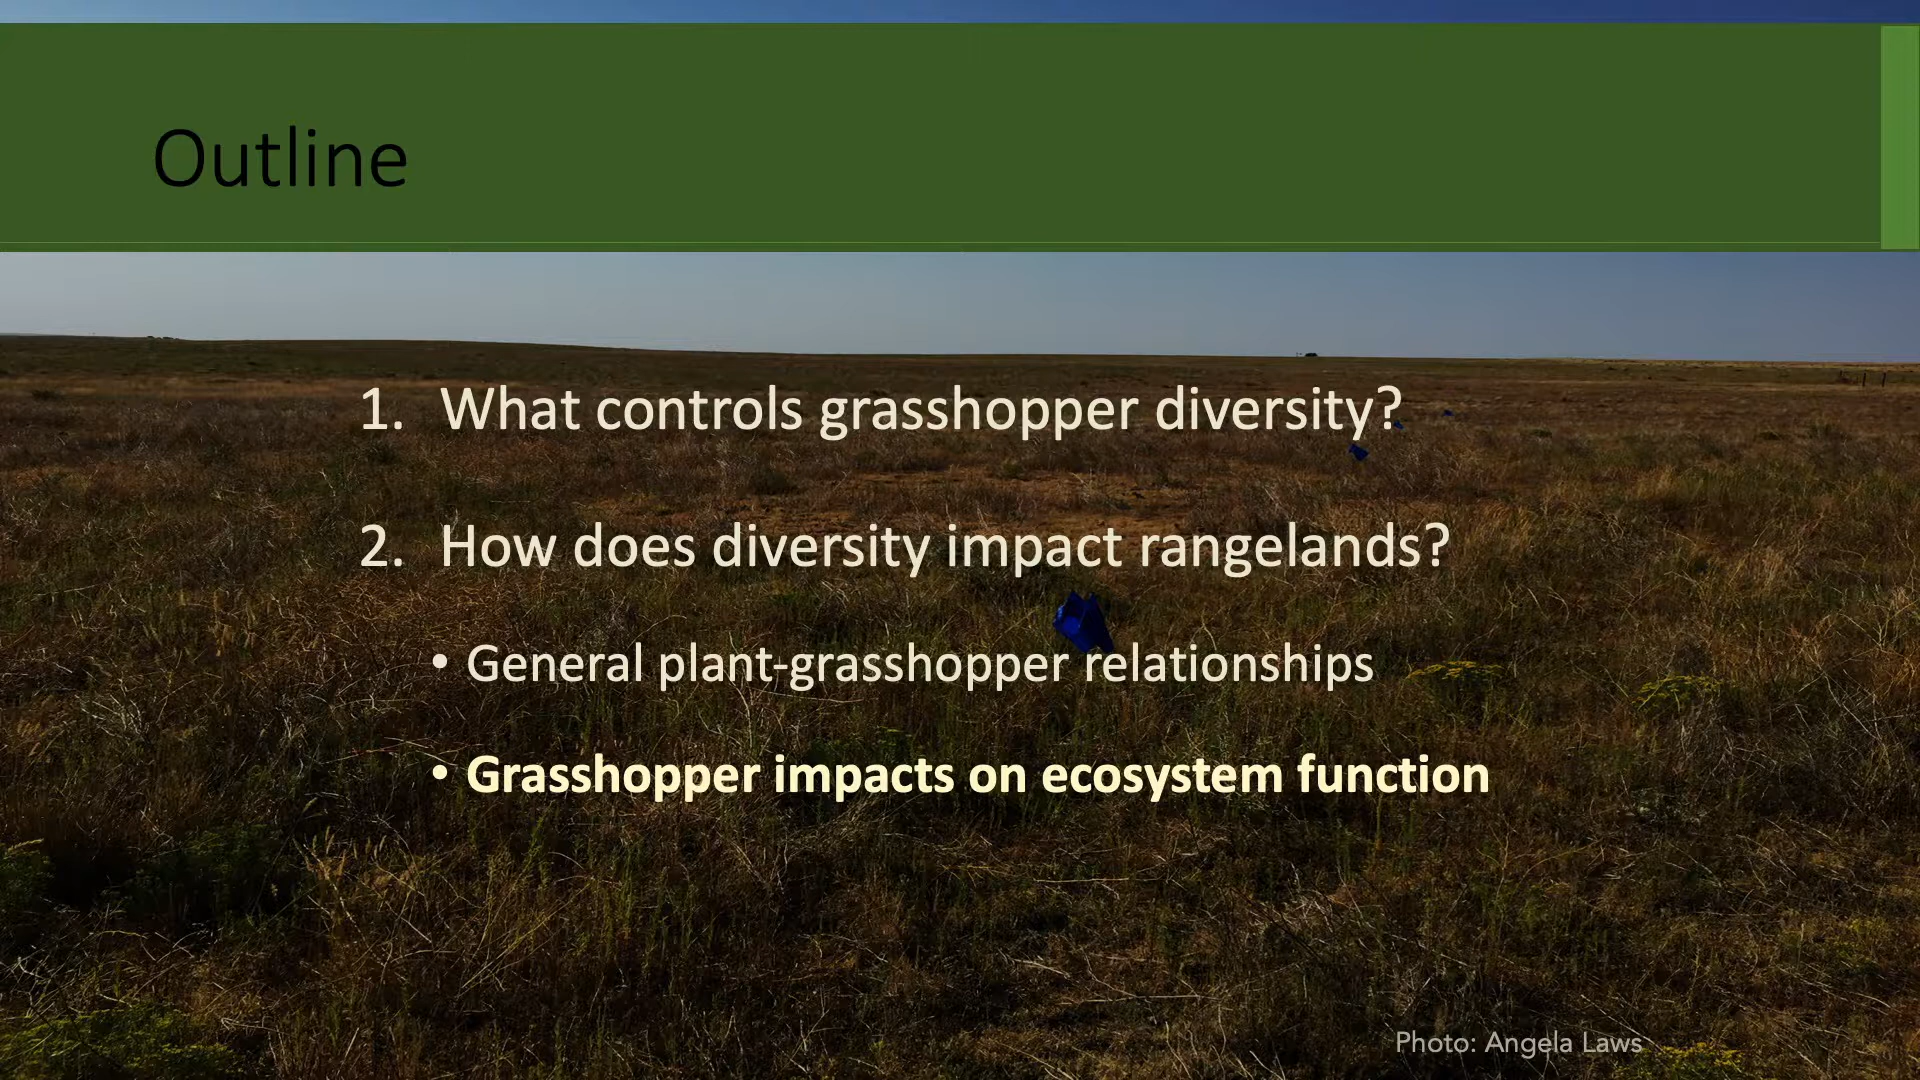 Outline
1. What controls grasshopper diversity?
2. How does diversity impact rangelands?
• General plant-grasshopper relationships
• Grasshopper impacts on ecosystem function
Photo: Angela Laws